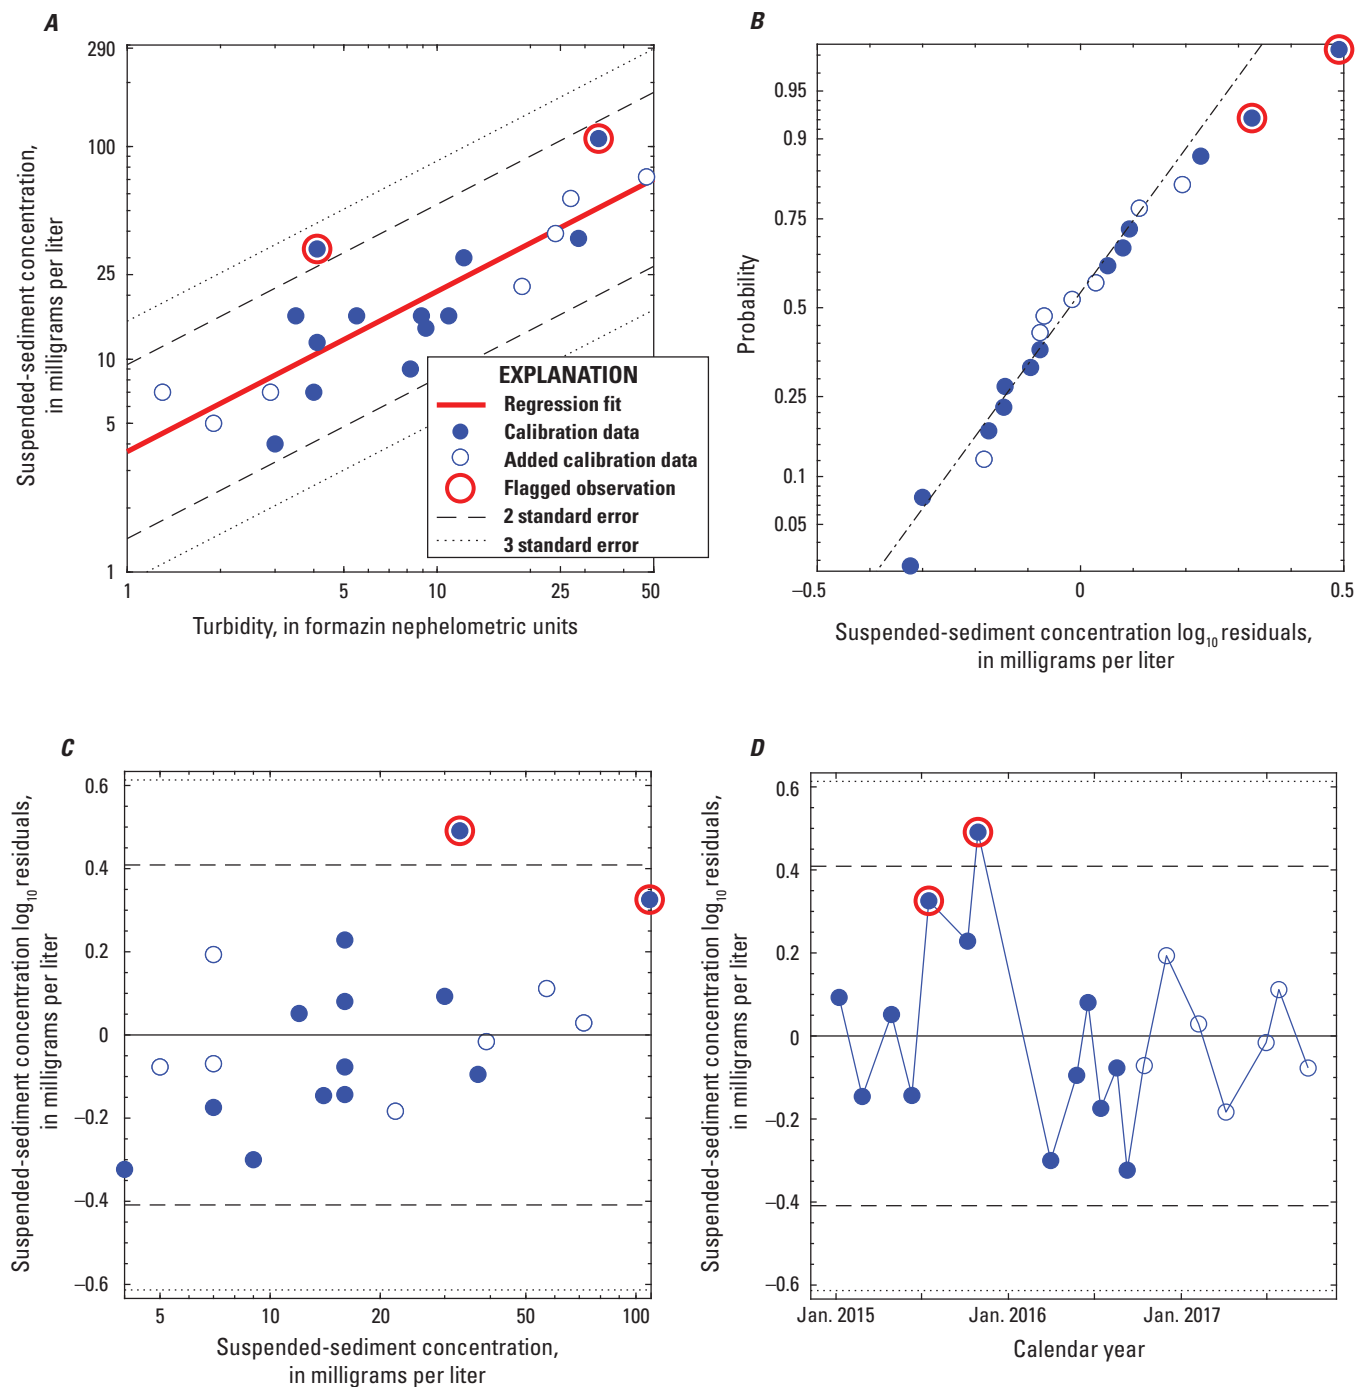 A
290
100
25
10
5
1
Suspended-sediment concentration,
in milligrams per liter
1
5
10
25
50
Turbidity, in formazin nephelometric units
EXPLANATION
Regression fit
Calibration data
Added calibration data
Flagged observation
2 standard error
3 standard error
B
0.95
0.9
0.75
0.5
0.25
0.1
0.05
Probability
–0.5
0
0.5
Suspended-sediment concentration log10 residuals,
in milligrams per liter
C
0.6
0.4
0.2
0
–0.2
–0.4
–0.6
Suspended-sediment concentration log10 residuals,
in milligrams per liter
5
10
20
50
100
Suspended-sediment concentration,
in milligrams per liter
D
0.6
0.4
0.2
0
–0.2
–0.4
–0.6
Suspended-sediment concentration log10 residuals,
in milligrams per liter
Jan. 2015
Jan. 2016
Jan. 2017
Calendar year